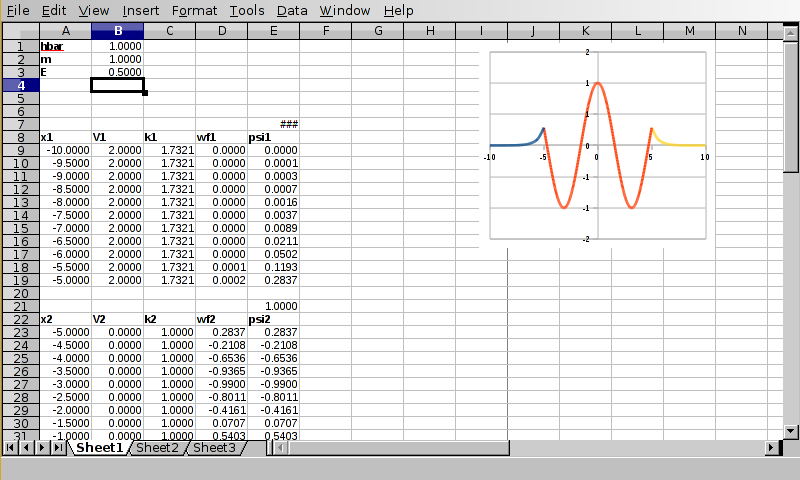 File Edit View Insert Format Tools Data Window Help
A B C D E F G H I J K L M N
1 hbar 1.0000
2 m 1.0000
3 E 0.5000
4
5
6
7 ###
8 x1 V1 k1 wf1 psi1
9 -10.0000 2.0000 1.7321 0.0000 0.0000
10 -9.5000 2.0000 1.7321 0.0000 0.0001
11 -9.0000 2.0000 1.7321 0.0000 0.0003
12 -8.5000 2.0000 1.7321 0.0000 0.0007
13 -8.0000 2.0000 1.7321 0.0000 0.0016
14 -7.5000 2.0000 1.7321 0.0000 0.0037
15 -7.0000 2.0000 1.7321 0.0000 0.0089
16 -6.5000 2.0000 1.7321 0.0000 0.0211
17 -6.0000 2.0000 1.7321 0.0000 0.0502
18 -5.5000 2.0000 1.7321 0.0001 0.1193
19 -5.0000 2.0000 1.7321 0.0002 0.2837
20
21 1.0000
22 x2 V2 k2 wf2 psi2
23 -5.0000 0.0000 1.0000 0.2837 0.2837
24 -4.5000 0.0000 1.0000 -0.2108 -0.2108
25 -4.0000 0.0000 1.0000 -0.6536 -0.6536
26 -3.5000 0.0000 1.0000 -0.9365 -0.9365
27 -3.0000 0.0000 1.0000 -0.9900 -0.9900
28 -2.5000 0.0000 1.0000 -0.8011 -0.8011
29 -2.0000 0.0000 1.0000 -0.4161 -0.4161
30 -1.5000 0.0000 1.0000 0.0707 0.0707
31 -1.0000 0.0000 1.0000 0.5403 0.5403
2
1
1
0
-1
-1
-2
-10 -5 0 5 10
Sheet1 Sheet2 Sheet3